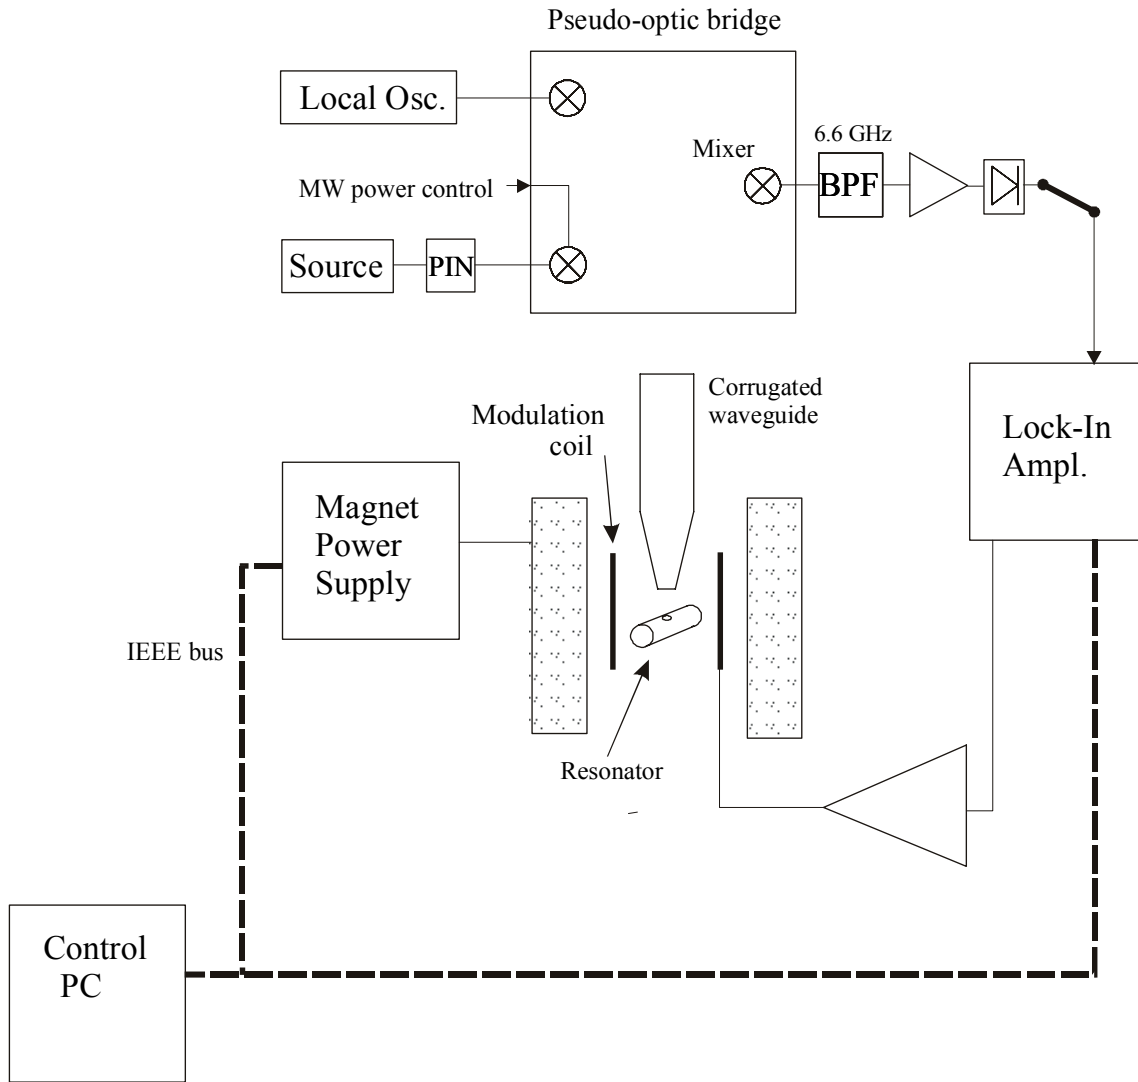 Pseudo-optic bridge
Local Osc.
6.6 GHz
Mixer
BPF
MW power control
Source
PIN
Corrugated
waveguide
Modulation
coil
Lock-In
Ampl.
Magnet
Power
Supply
IEEE bus
Resonator
Control
PC